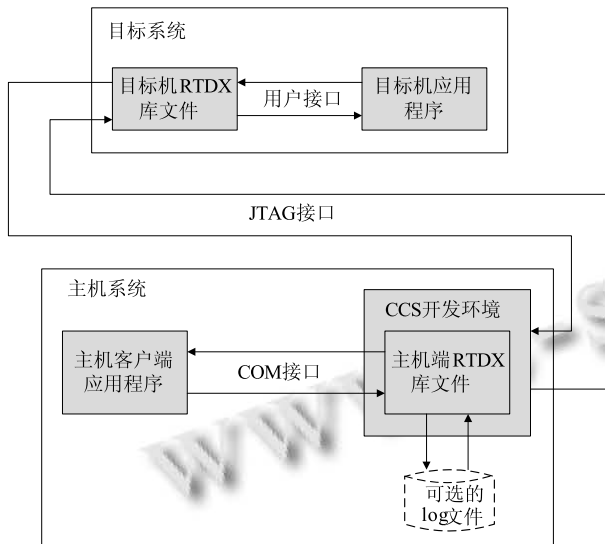 目标系统
目标机RTDX
库文件
用户接口
目标机应用
程序
JTAG接口
主机系统
CCS开发环境
主机客户端
应用程序
COM接口
主机端RTDX
库文件
可选的
log文件
www
-s